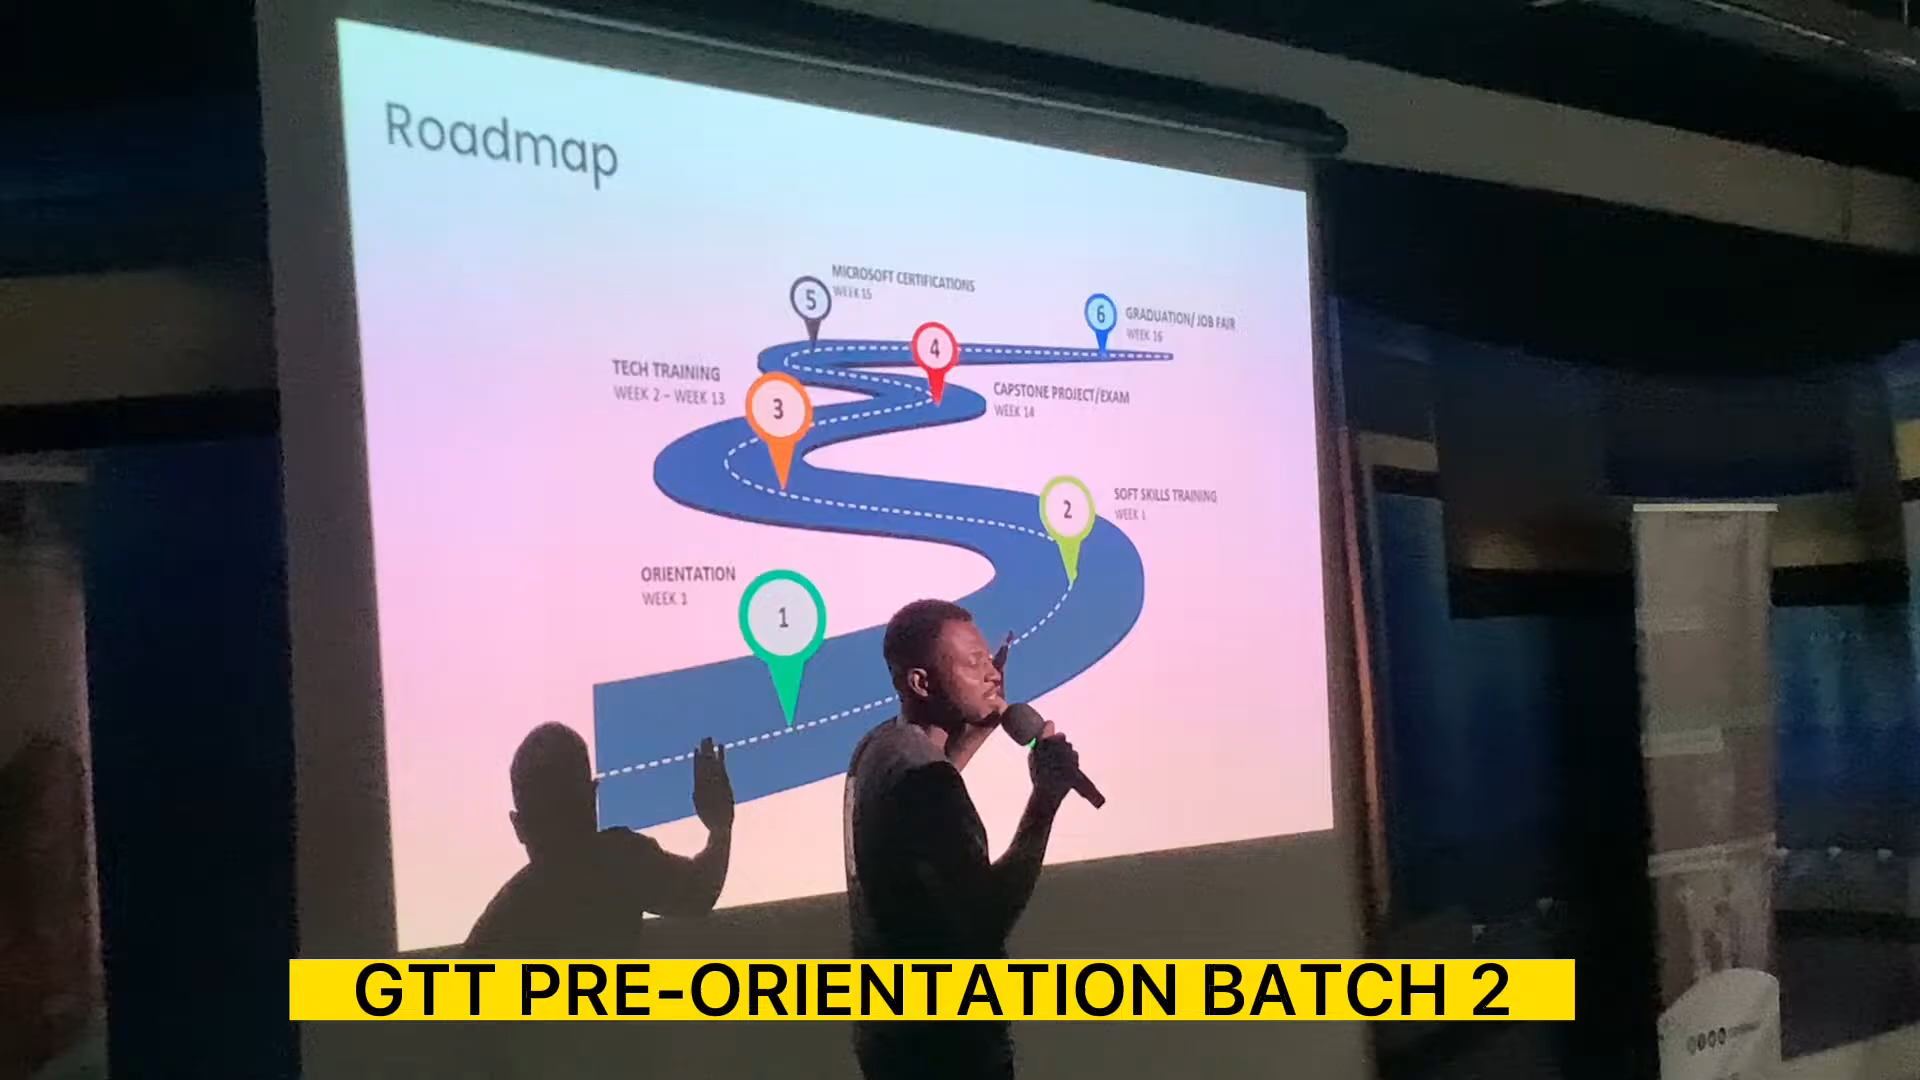 Roadmap
5
MICROSOFT CERTIFICATIONS
WEEK 15
6
GRADUATION/ JOB FAIR
WEEK 16
4
CAPSTONE PROJECT/EXAM
WEEK 14
TECH TRAINING
WEEK 2 – WEEK 13
3
2
SOFT SKILLS TRAINING
WEEK 1
ORIENTATION
WEEK 1
1
GTT PRE-ORIENTATION BATCH 2